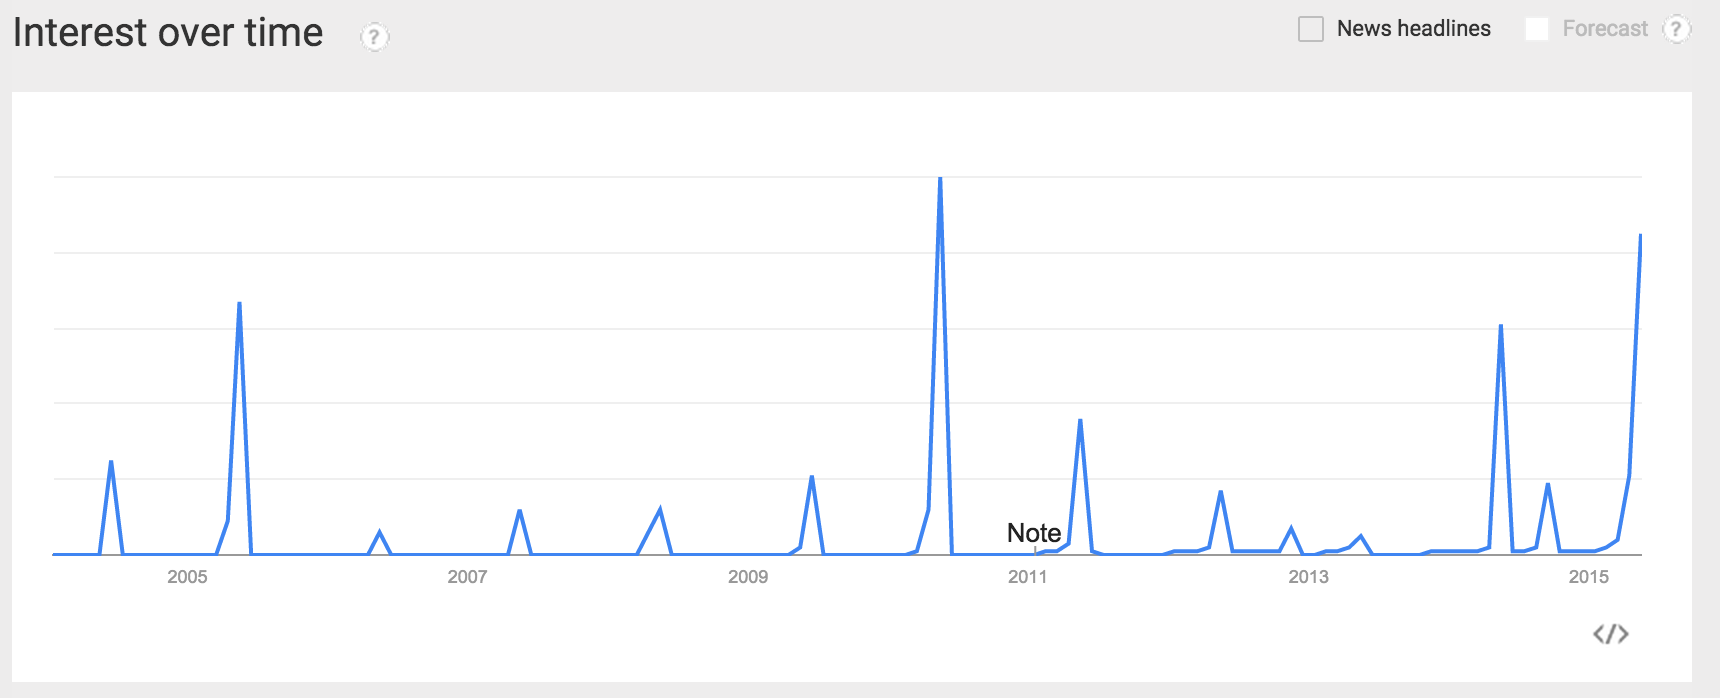 Interest over time ?
News headlines Forecast ?
Note
2005 2007 2009 2011 2013 2015
</>